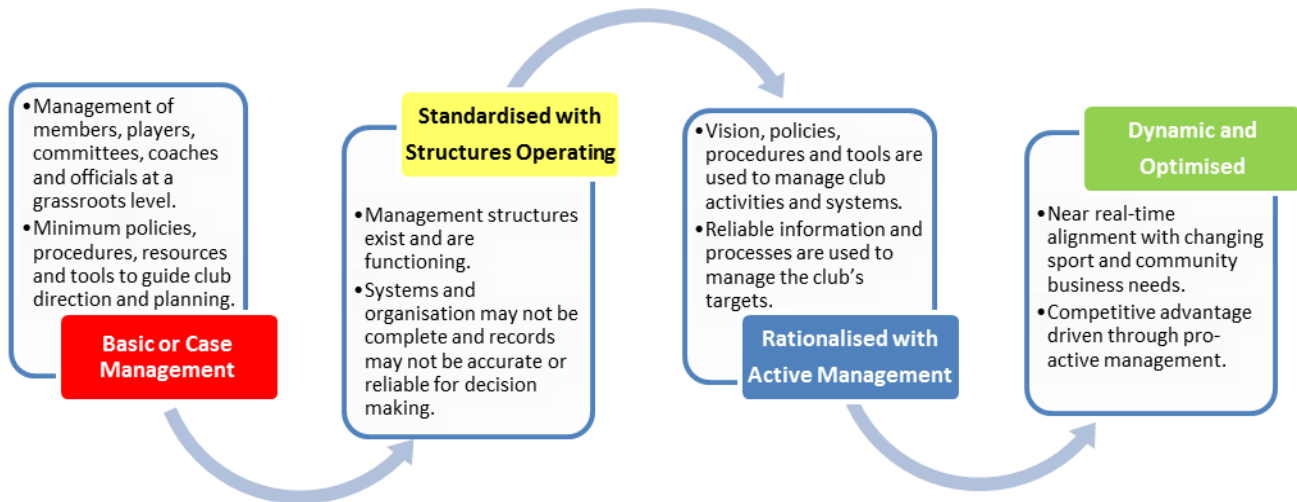 •Management of
members, players,
committees, coaches
and officials at a
grassroots level.
•Minimum policies,
procedures, resources
and tools to guide club
direction and planning.
Basic or Case
Management
Standardised with
Structures Operating
•Management structures
exist and are
functioning.
•Systems and
organisation may not be
complete and records
may not be accurate or
reliable for decision
making.
•Vision, policies,
procedures and tools are
used to manage club
activities and systems.
•Reliable information and
processes are used to
manage the club’s
targets.
Rationalised with
Active Management
Dynamic and
Optimised
•Near real-time
alignment with changing
sport and community
business needs.
•Competitive advantage
driven through pro-
active management.